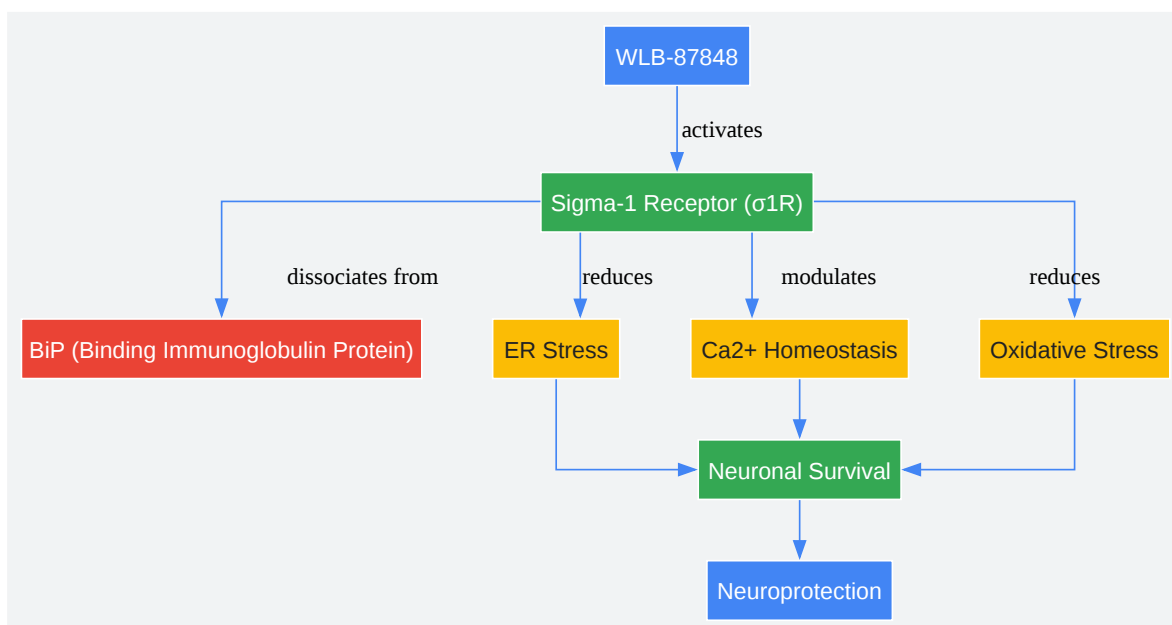 WLB-87848
activates
Sigma-1 Receptor (σ1R)
dissociates from
reduces
modulates
reduces
BiP (Binding Immunoglobulin Protein)
ER Stress
Ca2+ Homeostasis
Oxidative Stress
Neuronal Survival
Neuroprotection